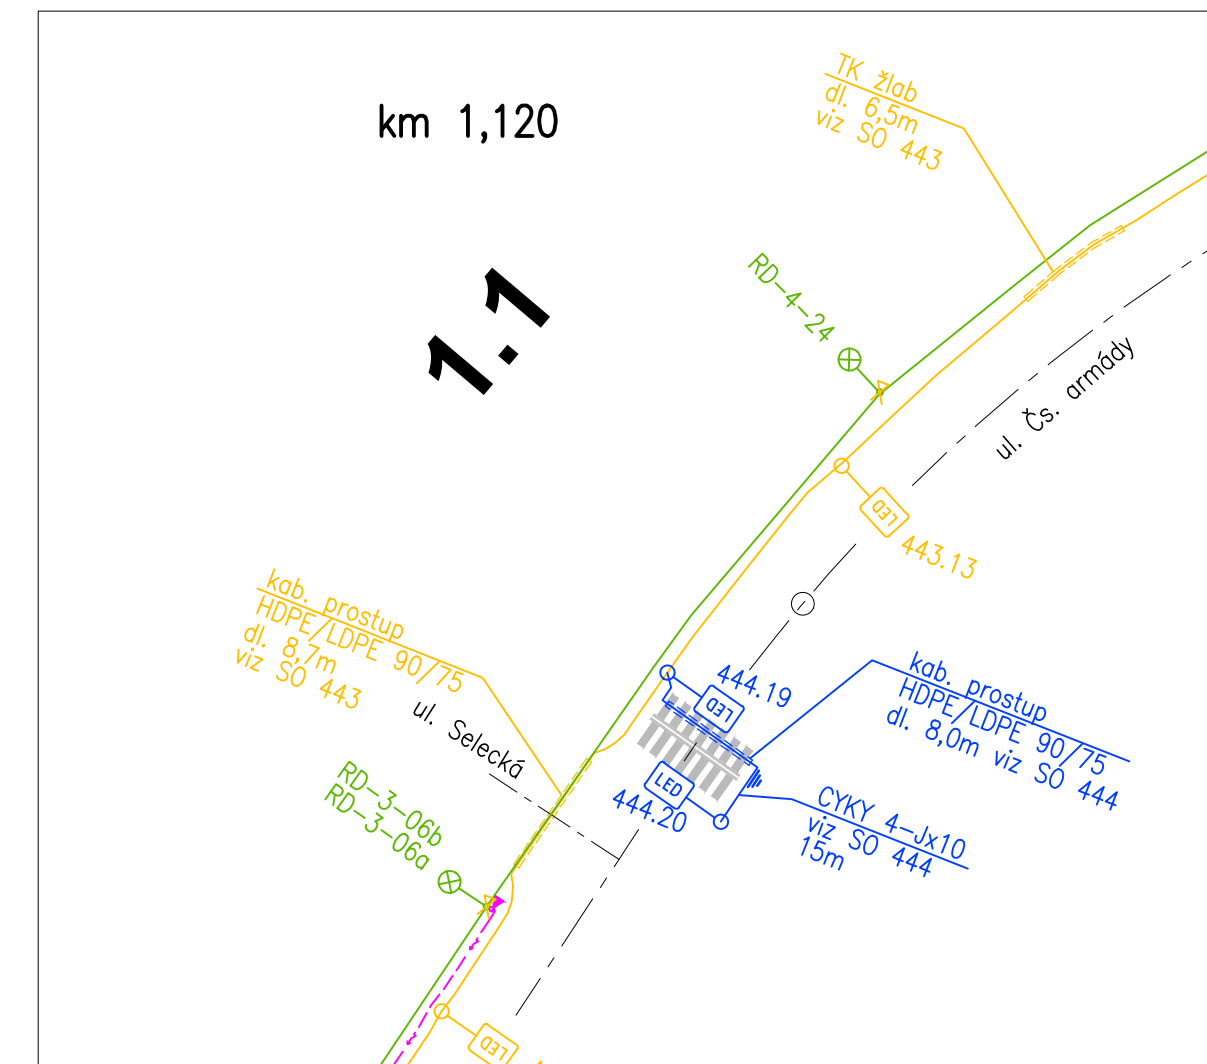 km 1,120
1.1
TK žlab
dl. 6,5m
viz SO 443
RD-4-24
ul. Čs. armády
LED
443.13
kab. prostup
HDPE/LDPE 90/75
dl. 8,7m
viz SO 443
ul. Selecká
444.19
LED
kab. prostup
HDPE/LDPE 90/75
dl. 8,0m viz SO 444
LED
444.20
CYKY 4-Jx10
viz SO 444
15m
RD-3-06b
RD-3-06a
LED